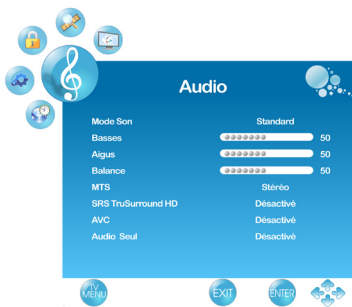 Audio
Mode Son Standard
Basses 50
Aigus 50
Balance 50
MTS Stéréo
SRS TruSurround HD Désactivé
AVC Désactivé
Audio Seul Désactivé
TV
MENU EXIT ENTER